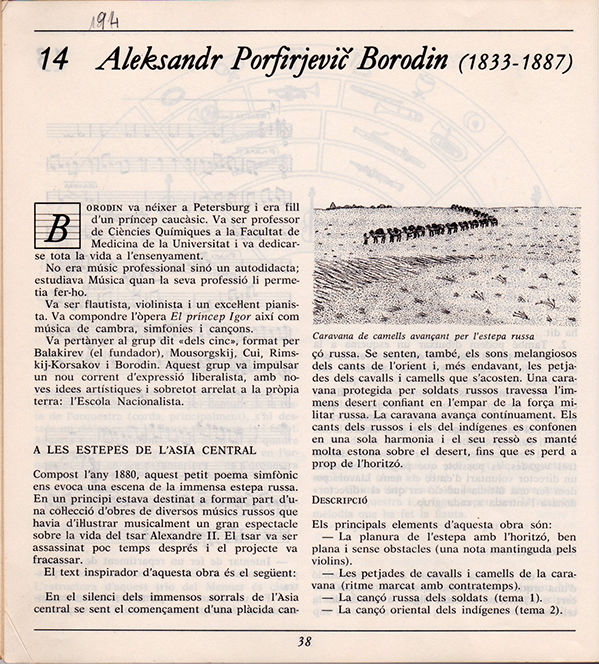 194
14 Aleksandr Porfirjevič Borodin (1833-1887)
BORODIN va néixer a Petersburg i era fill
d'un príncep caucàsic. Va ser professor
de Ciències Químiques a la Facultat de
Medicina de la Universitat i va dedicar-
se tota la vida a l'ensenyament.
No era músic professional sinó un autodidacta;
estudiava Música quan la seva professió li perme-
tia fer-ho.
Va ser flautista, violinista i un excel·lent pianis-
ta. Va compondre l'òpera El príncep Igor així com
música de cambra, simfonies i cançons.
Va pertànyer al grup dit «dels cinc», format per
Balakirev (el fundador), Mousorgskij, Cui, Rims-
kij-Korsakov i Borodin. Aquest grup va impulsar
un nou corrent d'expressió liberalista, amb no-
ves idees artístiques i sobretot arrelat a la pròpia
terra: l'Escola Nacionalista.
A LES ESTEPES DE L'ASIA CENTRAL
Compost l'any 1880, aquest petit poema simfònic
ens evoca una escena de la immensa estepa russa.
En un principi estava destinat a formar part d'u-
na col·lecció d'obres de diversos músics russos que
havia d'il·lustrar musicalment un gran espectacle
sobre la vida del tsar Alexandre II. El tsar va ser
assassinat poc temps després i el projecte va
fracassar.
El text inspirador d'aquesta obra és el següent:
En el silenci dels immensos sorrals de l'Asia
central se sent el començament d'una plàcida can-
Caravana de camells avançant per l'estepa russa
çó russa. Se senten, també, els sons melangiosos
dels cants de l'orient i, més endavant, les petja-
des dels cavalls i camells que s'acosten. Una cara-
vana protegida per soldats russos travessa l'im-
mens desert confiant en l'empar de la força mi-
litar russa. La caravana avança contínuament. Els
cants dels russos i els del indígenes es confonen
en una sola harmonia i el seu ressò es manté
molta estona sobre el desert, fins que es perd a
prop de l'horitzó.
DESCRIPCIÓ
Els principals elements d'aquesta obra són:
— La planura de l'estepa amb l'horitzó, ben
plana i sense obstacles (una nota mantinguda pels
violins).
— Les petjades de cavalls i camells de la cara-
vana (ritme marcat amb contratemps).
— La cançó russa dels soldats (tema 1).
— La cançó oriental dels indígenes (tema 2).
38